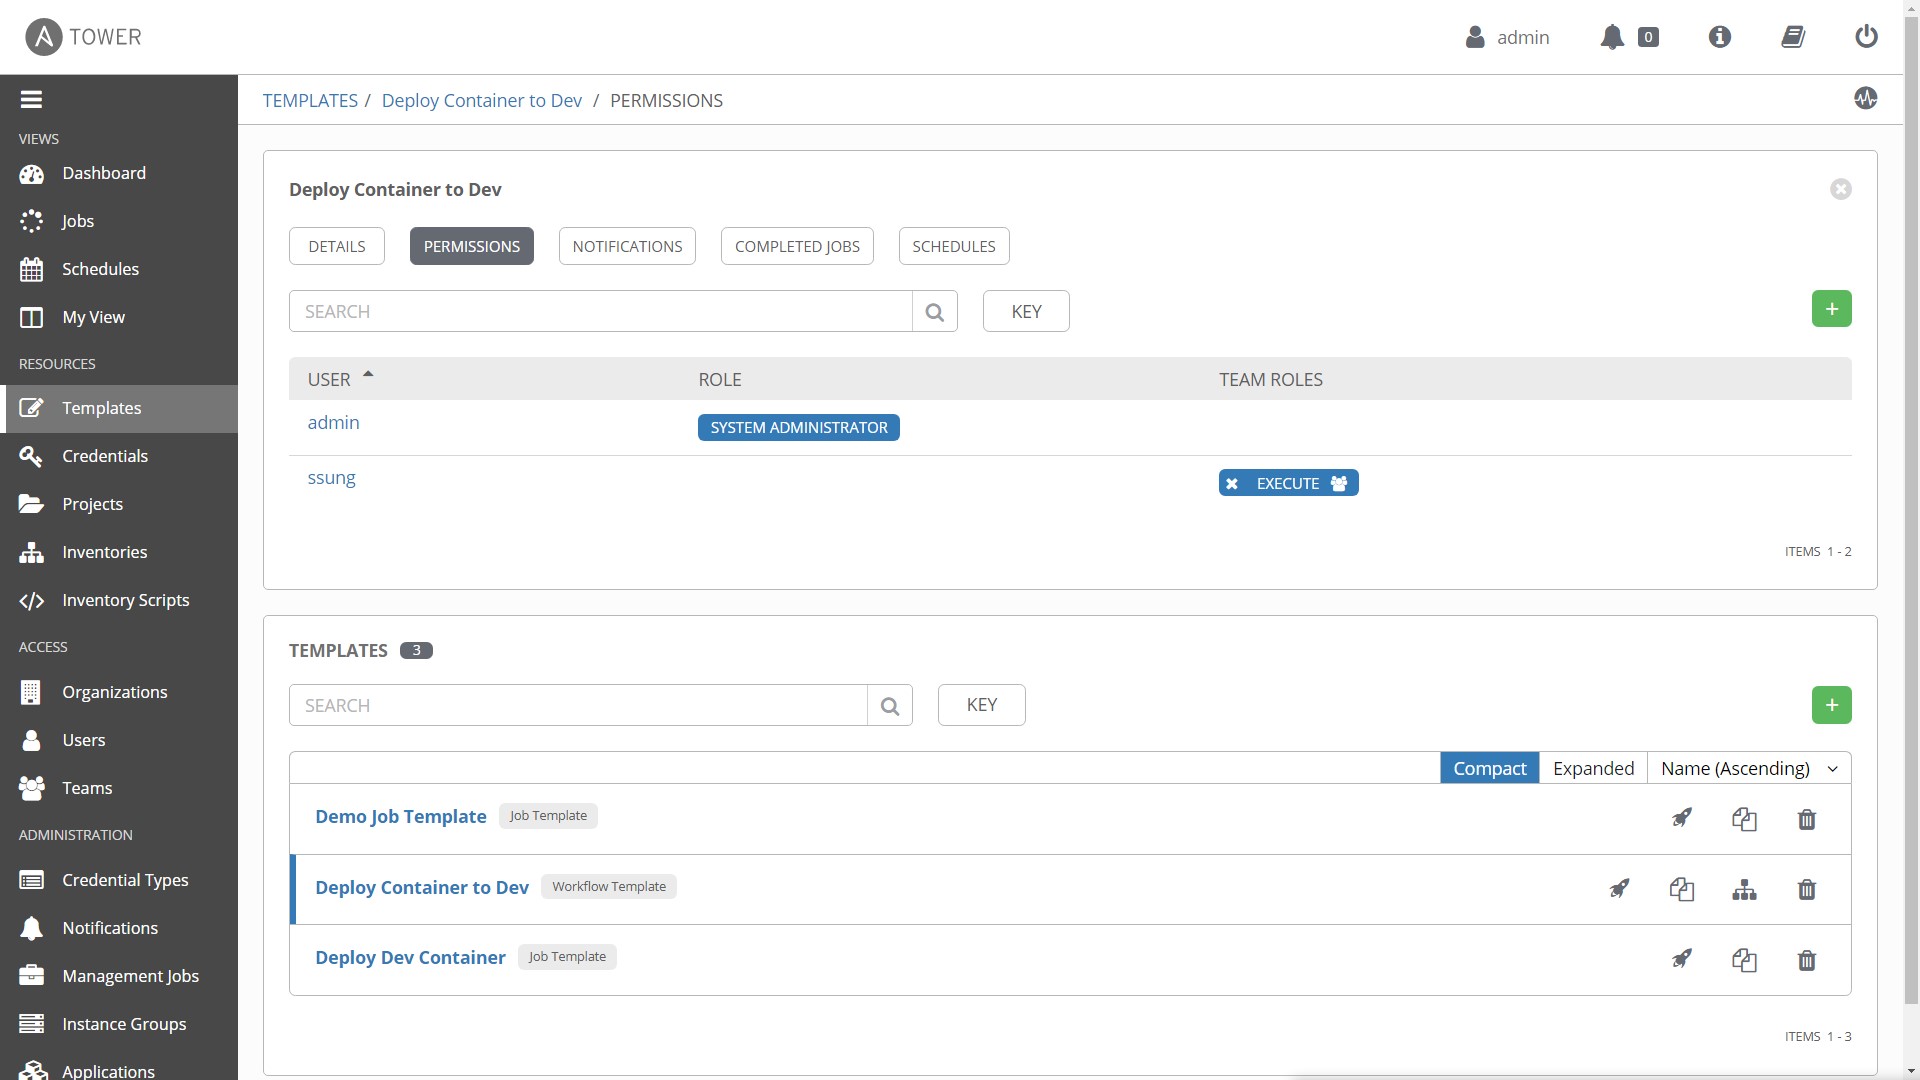 A TOWER
admin 0
TEMPLATES / Deploy Container to Dev / PERMISSIONS
VIEWS
Dashboard
Jobs
Schedules
My View
RESOURCES
Templates
Credentials
Projects
Inventories
Inventory Scripts
ACCESS
Organizations
Users
Teams
ADMINISTRATION
Credential Types
Notifications
Management Jobs
Instance Groups
Applications
Deploy Container to Dev
DETAILS PERMISSIONS NOTIFICATIONS COMPLETED JOBS SCHEDULES
SEARCH KEY +
USER ROLE TEAM ROLES
admin SYSTEM ADMINISTRATOR
ssung EXECUTE
ITEMS 1 - 2
TEMPLATES 3
SEARCH KEY +
Compact Expanded Name (Ascending)
Demo Job Template Job Template
Deploy Container to Dev Workflow Template
Deploy Dev Container Job Template
ITEMS 1 - 3